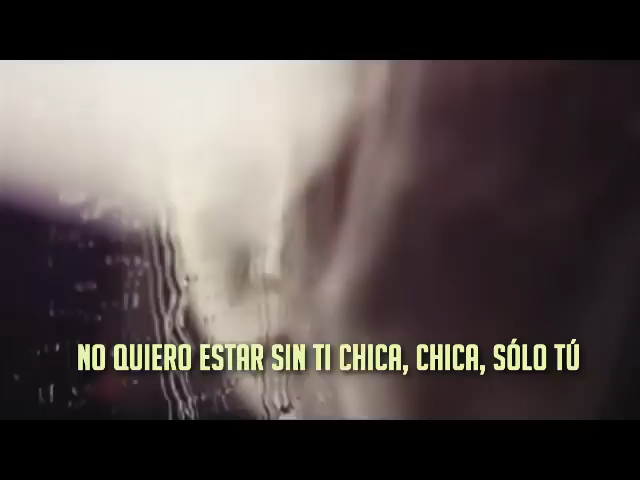 NO QUIERO ESTAR SIN TI CHICA, CHICA, SÓLO TÚ